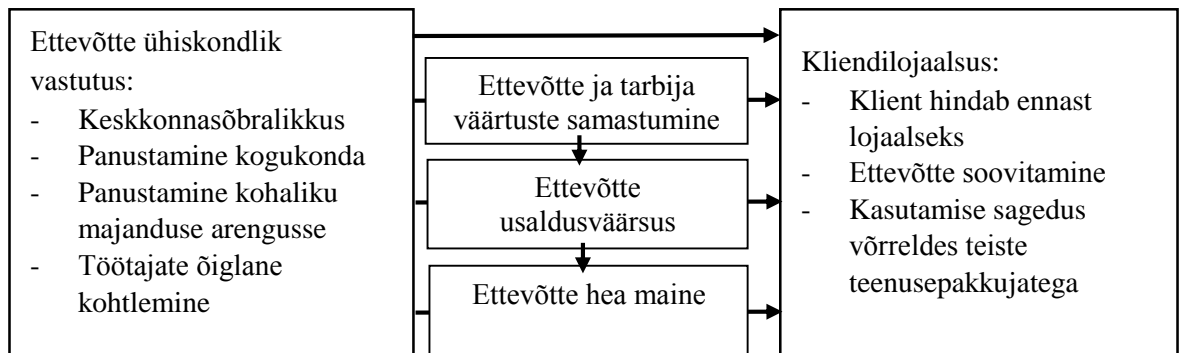 Ettevõtte ühiskondlik
vastutus:
- Keskkonnasõbralikkus
- Panustamine kogukonda
- Panustamine kohaliku
majanduse arengusse
- Töötajate õiglane
kohtlemine
Ettevõtte ja tarbija
väärtuste samastumine
Ettevõtte
usaldusväärsus
Ettevõtte hea maine
Kliendilojaalsus:
- Klient hindab ennast
lojaalseks
- Ettevõtte soovitamine
- Kasutamise sagedus
võrreldes teiste
teenusepakkujatega